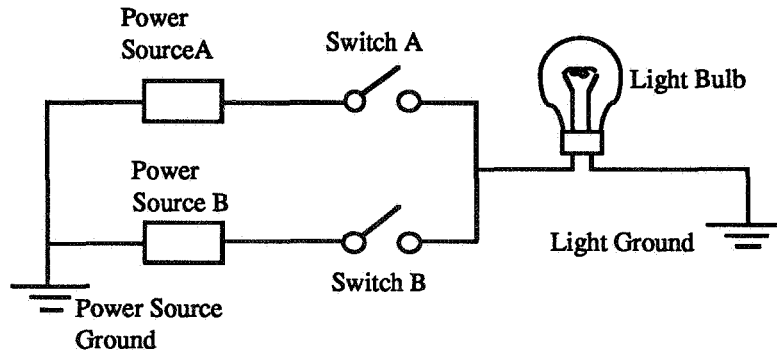 Power
SourceA
Switch A
Light Bulb
Power
Source B
Light Ground
Switch B
Power Source
Ground